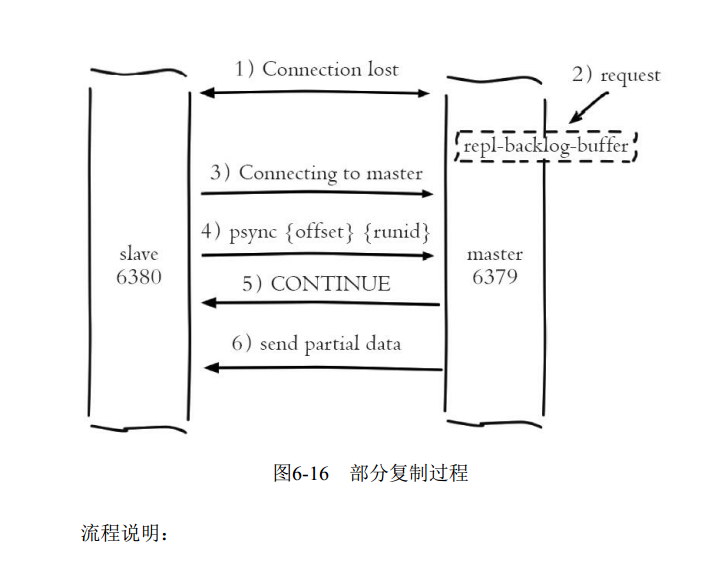 1) Connection lost
2) request
repl-backlog-buffer
3) Connecting to master
4) psync {offset} {runid}
slave
6380
master
6379
5) CONTINUE
6) send partial data
图6-16 部分复制过程
流程说明：